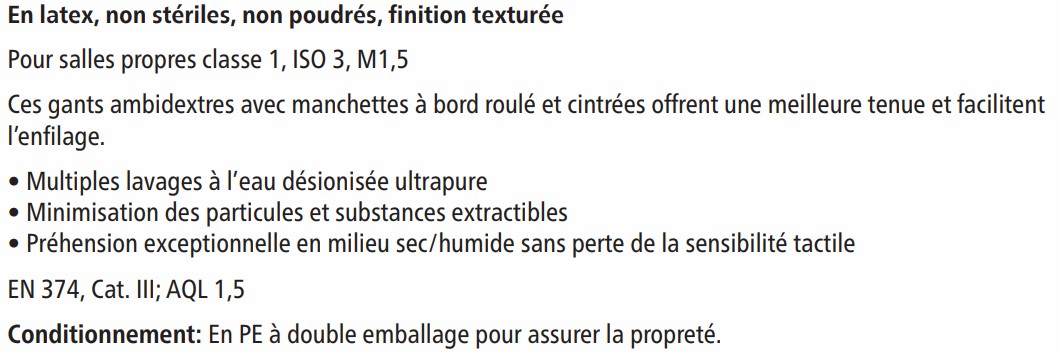 En latex, non stériles, non poudrés, finition texturée
Pour salles propres classe 1, ISO 3, M1,5
Ces gants ambidextres avec manchettes à bord roulé et cintrées offrent une meilleure tenue et facilitent
l’enfilage.
• Multiples lavages à l’eau désionisée ultrapure
• Minimisation des particules et substances extractibles
• Préhension exceptionnelle en milieu sec/humide sans perte de la sensibilité tactile
EN 374, Cat. III; AQL 1,5
Conditionnement: En PE à double emballage pour assurer la propreté.